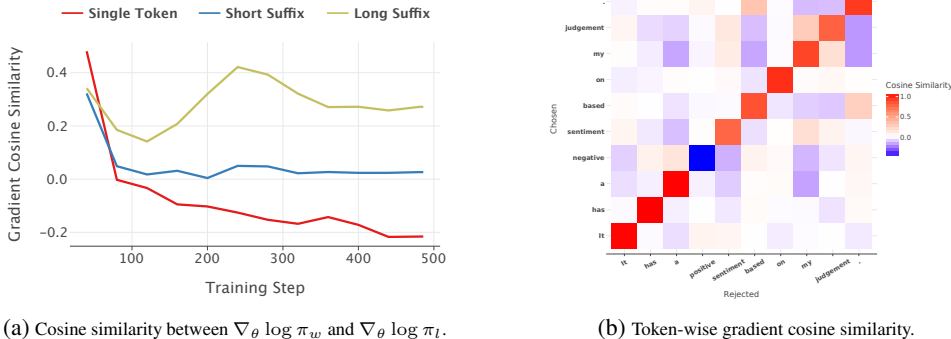 Single Token Short Suffix Long Suffix
Gradient Cosine Similarity
0.4
0.2
0.0
−0.2
100 200 300 400 500
Training Step
(a) Cosine similarity between ∇θ log πw and ∇θ log πl.
Chosen
.
judgement
my
on
based
sentiment
negative
a
has
It
It has a positive sentiment based on my judgement .
Rejected
Cosine Similarity
1.0
0.5
0.0
(b) Token-wise gradient cosine similarity.